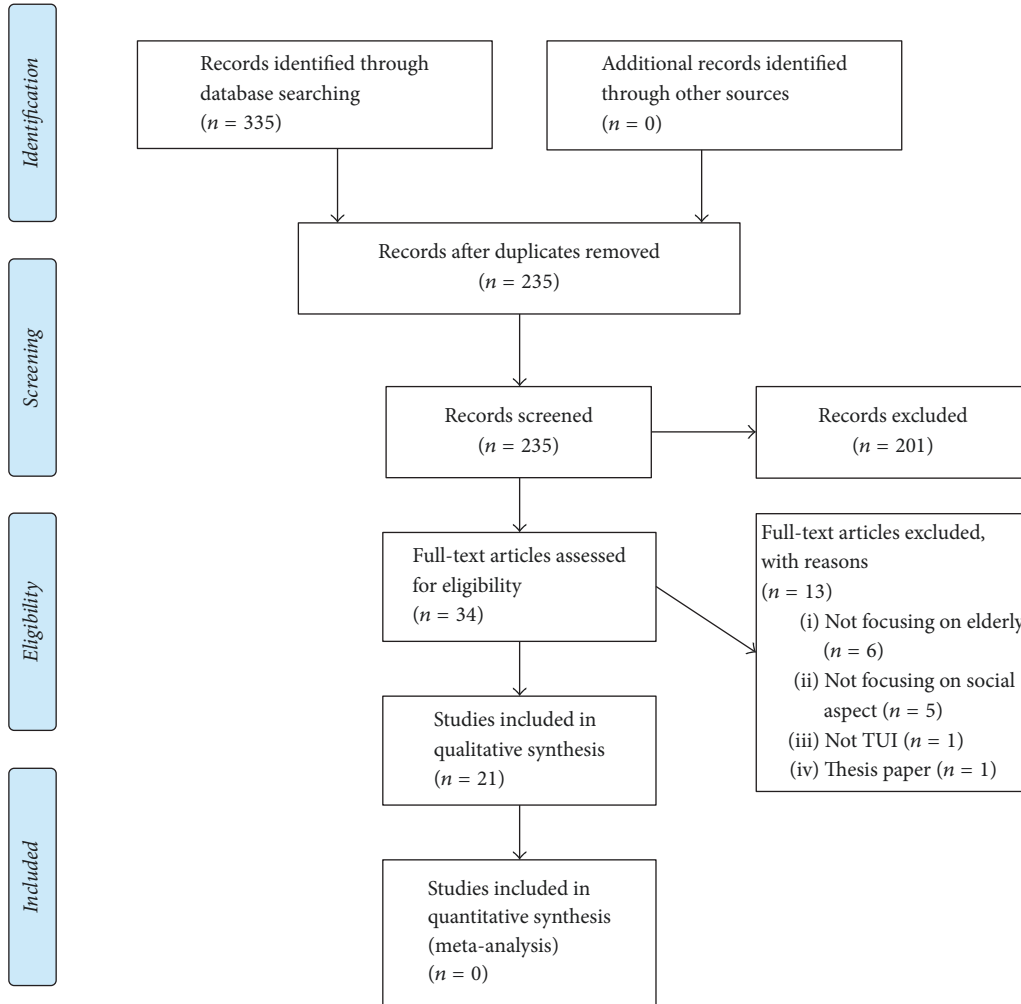 Identification
Records identified through
database searching
(n = 335)
Additional records identified
through other sources
(n = 0)
Records after duplicates removed
(n = 235)
Screening
Records screened
(n = 235)
Records excluded
(n = 201)
Eligibility
Full-text articles assessed
for eligibility
(n = 34)
Full-text articles excluded,
with reasons
(n = 13)
(i) Not focusing on elderly
(n = 6)
(ii) Not focusing on social
aspect (n = 5)
(iii) Not TUI (n = 1)
(iv) Thesis paper (n = 1)
Studies included in
qualitative synthesis
(n = 21)
Included
Studies included in
quantitative synthesis
(meta-analysis)
(n = 0)